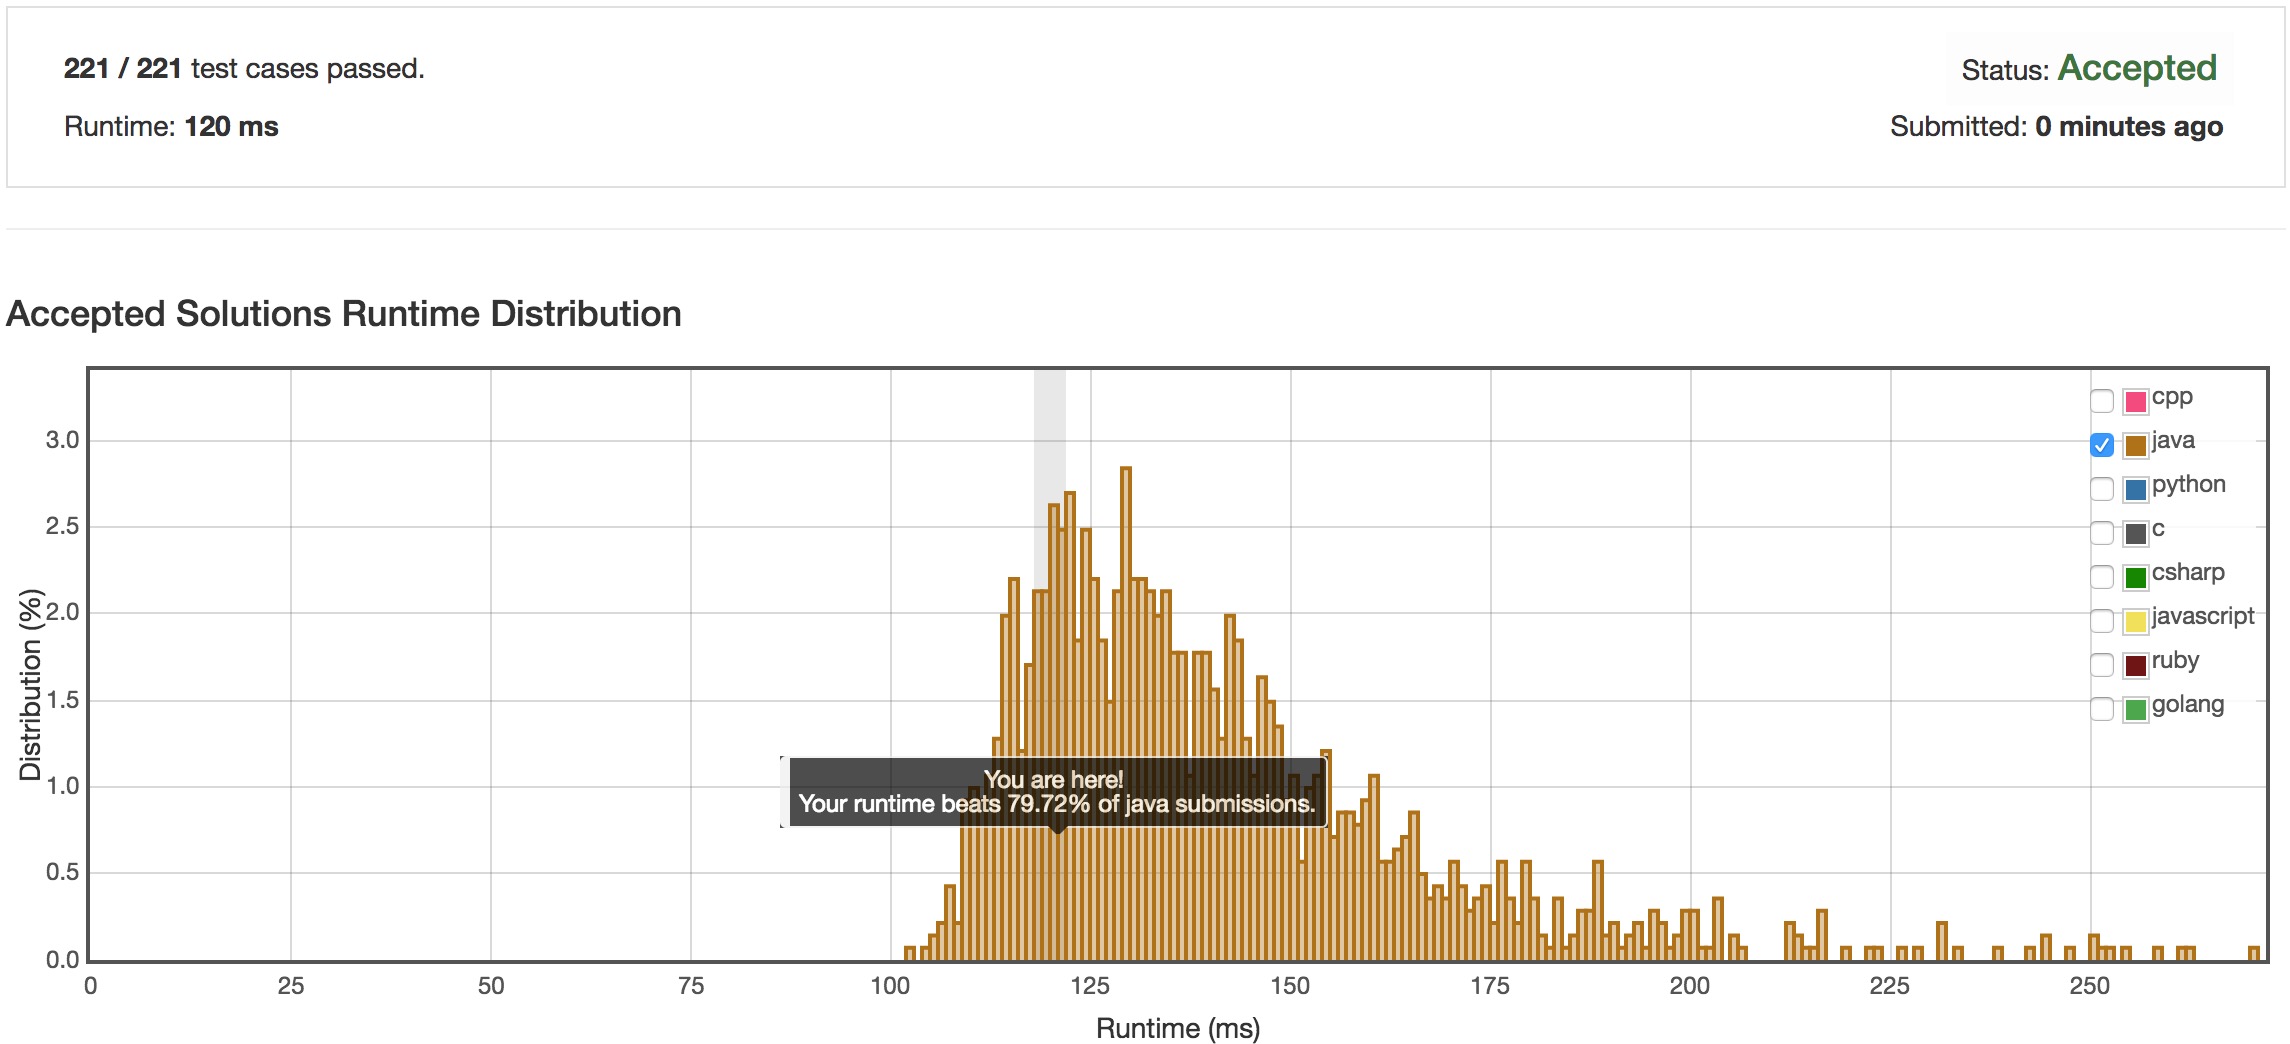 221 / 221 test cases passed.
Status: Accepted
Runtime: 120 ms
Submitted: 0 minutes ago
Accepted Solutions Runtime Distribution
cpp
java
python
c
csharp
javascript
ruby
golang
3.0
2.5
2.0
1.5
1.0
0.5
0.0
Distribution (%)
You are here!
Your runtime beats 79.72% of java submissions.
0 25 50 75 100 125 150 175 200 225 250
Runtime (ms)